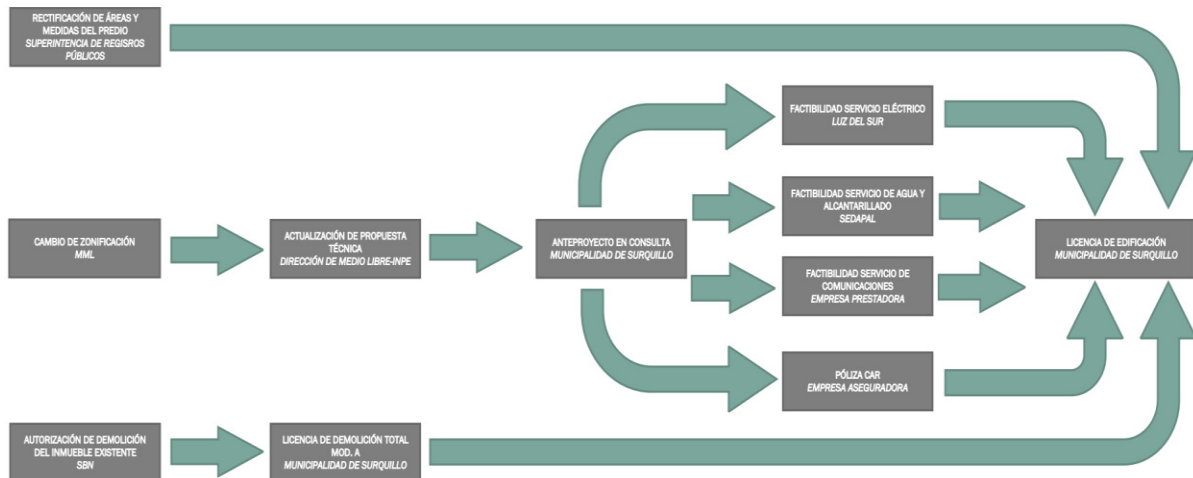 RECTIFICACIÓN DE ÁREAS Y
MEDIDAS DEL PREDIO
SUPERINTENCIA DE REGISROS
PÚBLICOS
FACTIBILIDAD SERVICIO ELÉCTRICO
LUZ DEL SUR
FACTIBILIDAD SERVICIO DE AGUA Y
ALCANTARILLADO
SEDAPAL
CAMBIO DE ZONIFICACIÓN
MML
ACTUALIZACIÓN DE PROPUESTA
TÉCNICA
DIRECCIÓN DE MEDIO LIBRE-INPE
ANTEPROYECTO EN CONSULTA
MUNICIPALIDAD DE SURQUILLO
LICENCIA DE EDIFICACIÓN
MUNICIPALIDAD DE SURQUILLO
FACTIBILIDAD SERVICIO DE
COMUNICACIONES
EMPRESA PRESTADORA
PÓLIZA CAR
EMPRESA ASEGURADORA
AUTORIZACIÓN DE DEMOLICIÓN
DEL INMUEBLE EXISTENTE
SBN
LICENCIA DE DEMOLICIÓN TOTAL
MOD. A
MUNICIPALIDAD DE SURQUILLO